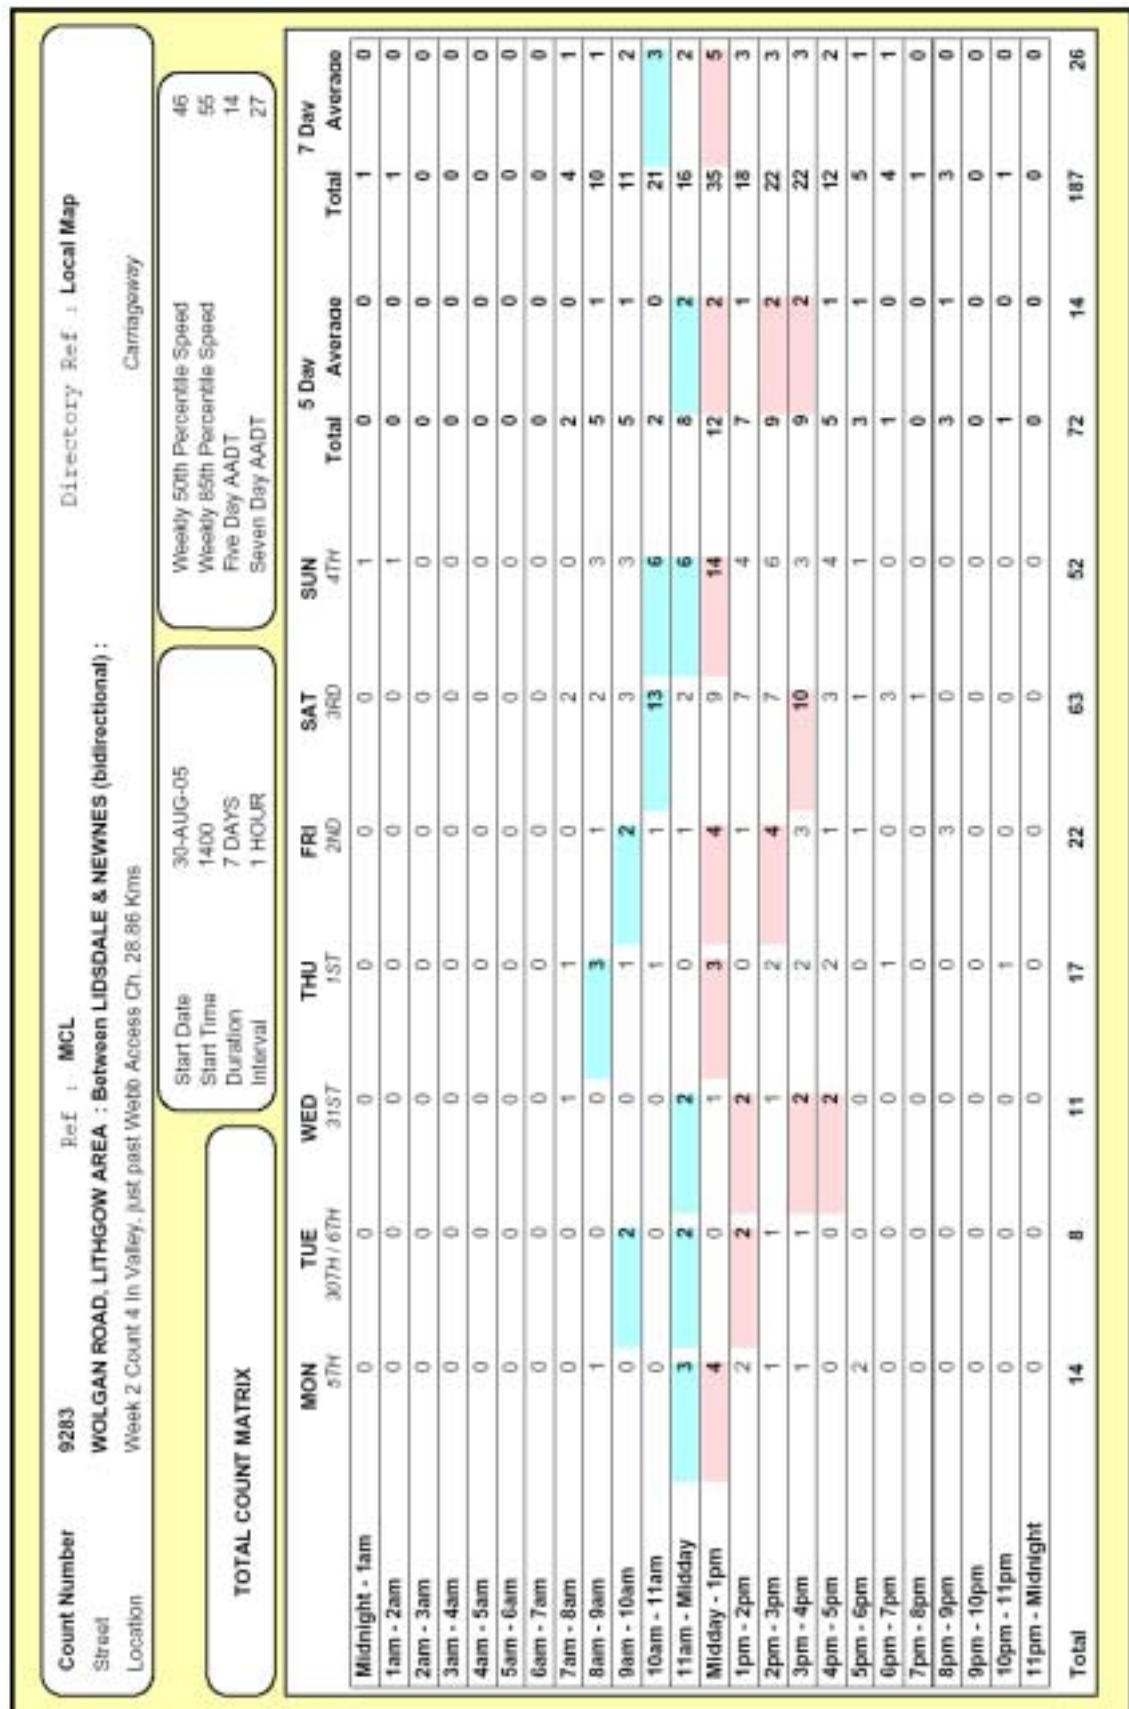 Count Number 9283 Ref : MCL Directory Ref : Local Map
Street WOLGAN ROAD, LITHGOW AREA : Between LIDSDALE & NEWNES (bidirectional) :
Location Week 2 Count 4 In Valley, just past Webb Access Ch. 28.86 Kms Carriageway
TOTAL COUNT MATRIX
Start Date 30-AUG-05
Start Time 1400
Duration 7 DAYS
Interval 1 HOUR
Weekly 50th Percentile Speed 46
Weekly 85th Percentile Speed 55
Five Day AADT 14
Seven Day AADT 27
MON TUE WED THU FRI SAT SUN 5 Day 7 Day
5TH 30TH / 6TH 31ST 1ST 2ND 3RD 4TH Total Average Total Average
Midnight - 1am 0 0 0 0 0 0 1 0 0 1 0
1am - 2am 0 0 0 0 0 0 1 0 0 1 0
2am - 3am 0 0 0 0 0 0 0 0 0 0 0
3am - 4am 0 0 0 0 0 0 0 0 0 0 0
4am - 5am 0 0 0 0 0 0 0 0 0 0 0
5am - 6am 0 0 0 0 0 0 0 0 0 0 0
6am - 7am 0 0 0 0 0 0 0 0 0 0 0
7am - 8am 0 0 1 1 0 2 0 2 0 4 1
8am - 9am 1 0 0 3 1 2 3 5 1 10 1
9am - 10am 0 2 0 1 2 3 3 5 1 11 2
10am - 11am 0 0 0 1 1 13 6 2 0 21 3
11am - Midday 3 2 2 0 1 2 6 8 2 16 2
Midday - 1pm 4 0 1 3 4 9 14 12 2 35 5
1pm - 2pm 2 2 2 0 1 7 4 7 1 18 3
2pm - 3pm 1 1 1 2 4 7 6 9 2 22 3
3pm - 4pm 1 1 2 2 3 10 3 9 2 22 3
4pm - 5pm 0 0 2 2 1 3 4 5 1 12 2
5pm - 6pm 2 0 0 0 1 1 1 3 1 5 1
6pm - 7pm 0 0 0 1 0 3 0 1 0 4 1
7pm - 8pm 0 0 0 0 0 1 0 0 0 1 0
8pm - 9pm 0 0 0 0 3 0 0 3 1 3 0
9pm - 10pm 0 0 0 0 0 0 0 0 0 0 0
10pm - 11pm 0 0 0 1 0 0 0 1 0 1 0
11pm - Midnight 0 0 0 0 0 0 0 0 0 0 0
Total 14 8 11 17 22 63 52 72 14 187 26